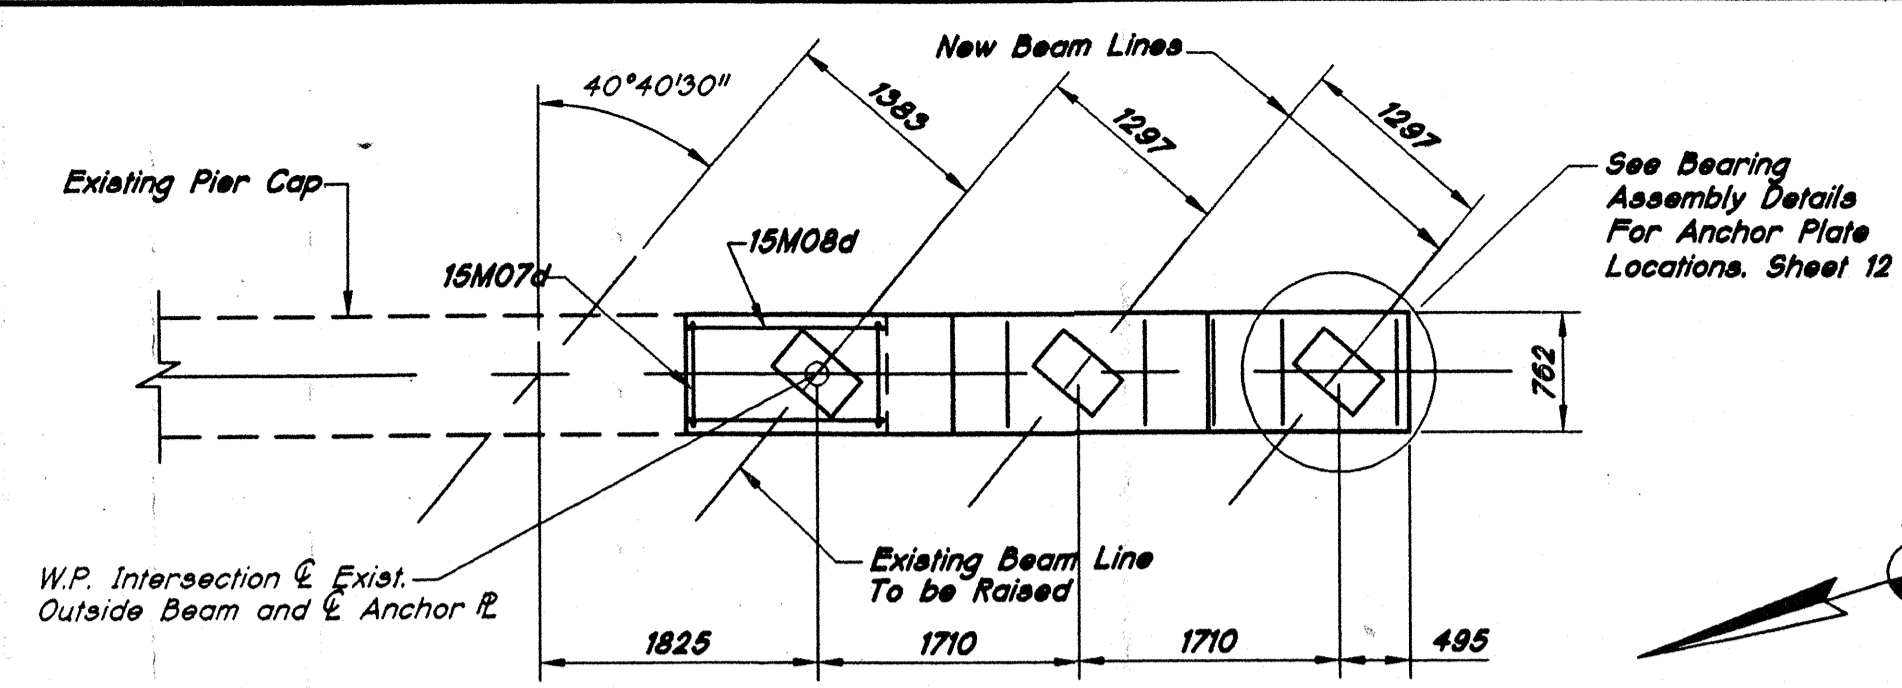 New Beam Lines
40°40'30"
1383
1297
1297
Existing Pier Cap
See Bearing
Assembly Details
For Anchor Plate
Locations. Sheet 12
15M08d
15M07d
762
W.P. Intersection ℄ Exist.
Outside Beam and ℄ Anchor ⅊
Existing Beam Line
To be Raised
1825
1710
1710
495